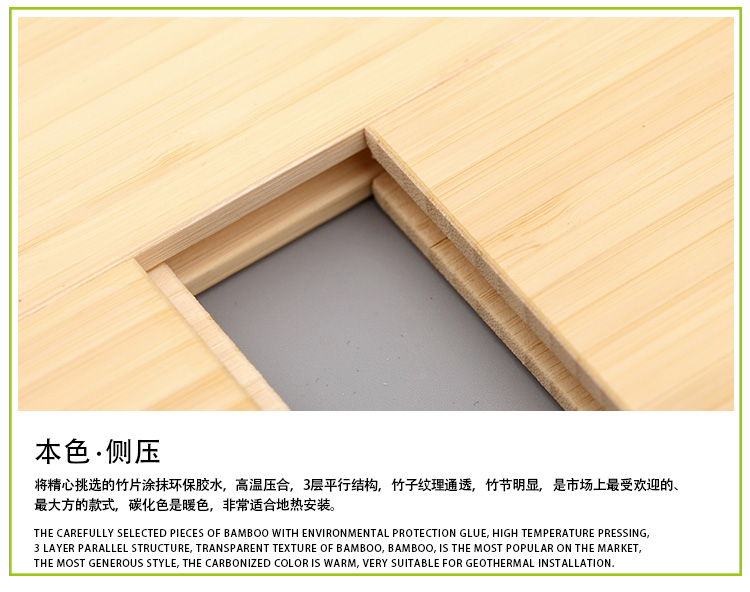 本色·侧压
将精心挑选的竹片涂抹环保胶水，高温压合，3层平行结构，竹子纹理通透，竹节明显，是市场上最受欢迎的、
最大方的款式，碳化色是暖色，非常适合地热安装。
THE CAREFULLY SELECTED PIECES OF BAMBOO WITH ENVIRONMENTAL PROTECTION GLUE, HIGH TEMPERATURE PRESSING,
3 LAYER PARALLEL STRUCTURE, TRANSPARENT TEXTURE OF BAMBOO, BAMBOO, IS THE MOST POPULAR ON THE MARKET,
THE MOST GENEROUS STYLE, THE CARBONIZED COLOR IS WARM, VERY SUITABLE FOR GEOTHERMAL INSTALLATION.